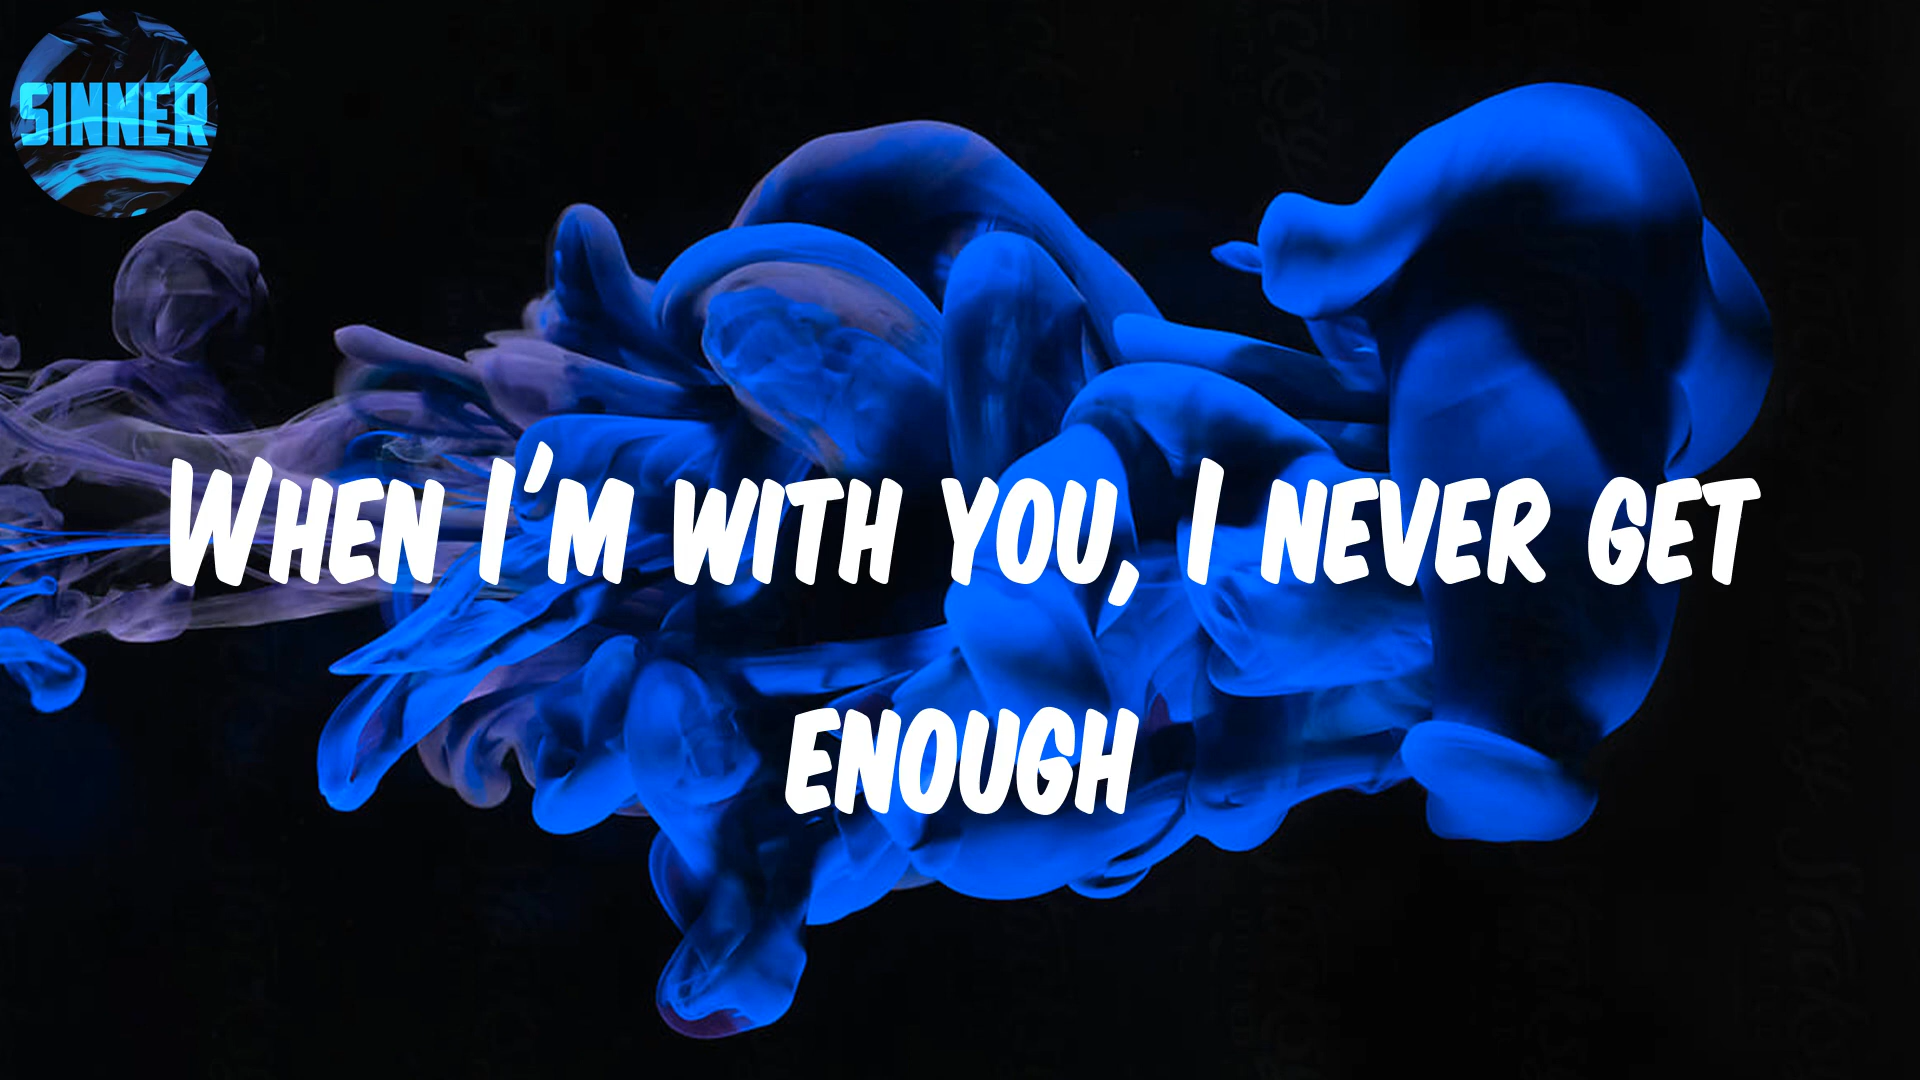 SINNER
WHEN I'M WITH YOU, I NEVER GET
ENOUGH